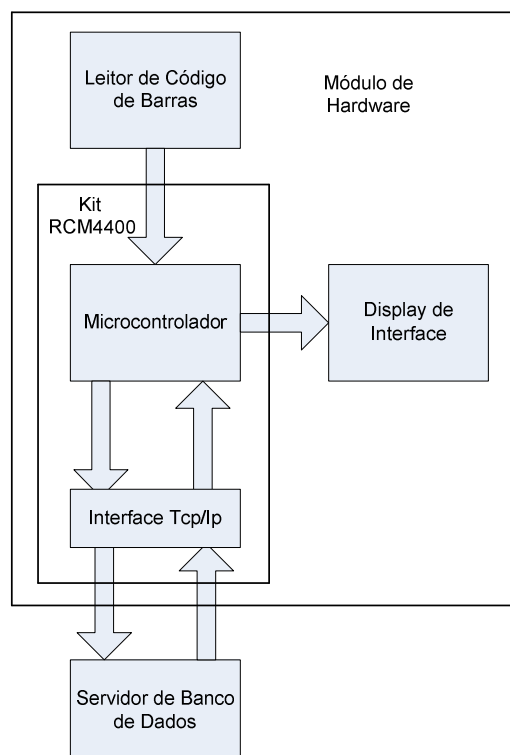 Leitor de Código
de Barras
Módulo de
Hardware
Kit
RCM4400
Microcontrolador
Display de
Interface
Interface Tcp/Ip
Servidor de Banco
de Dados